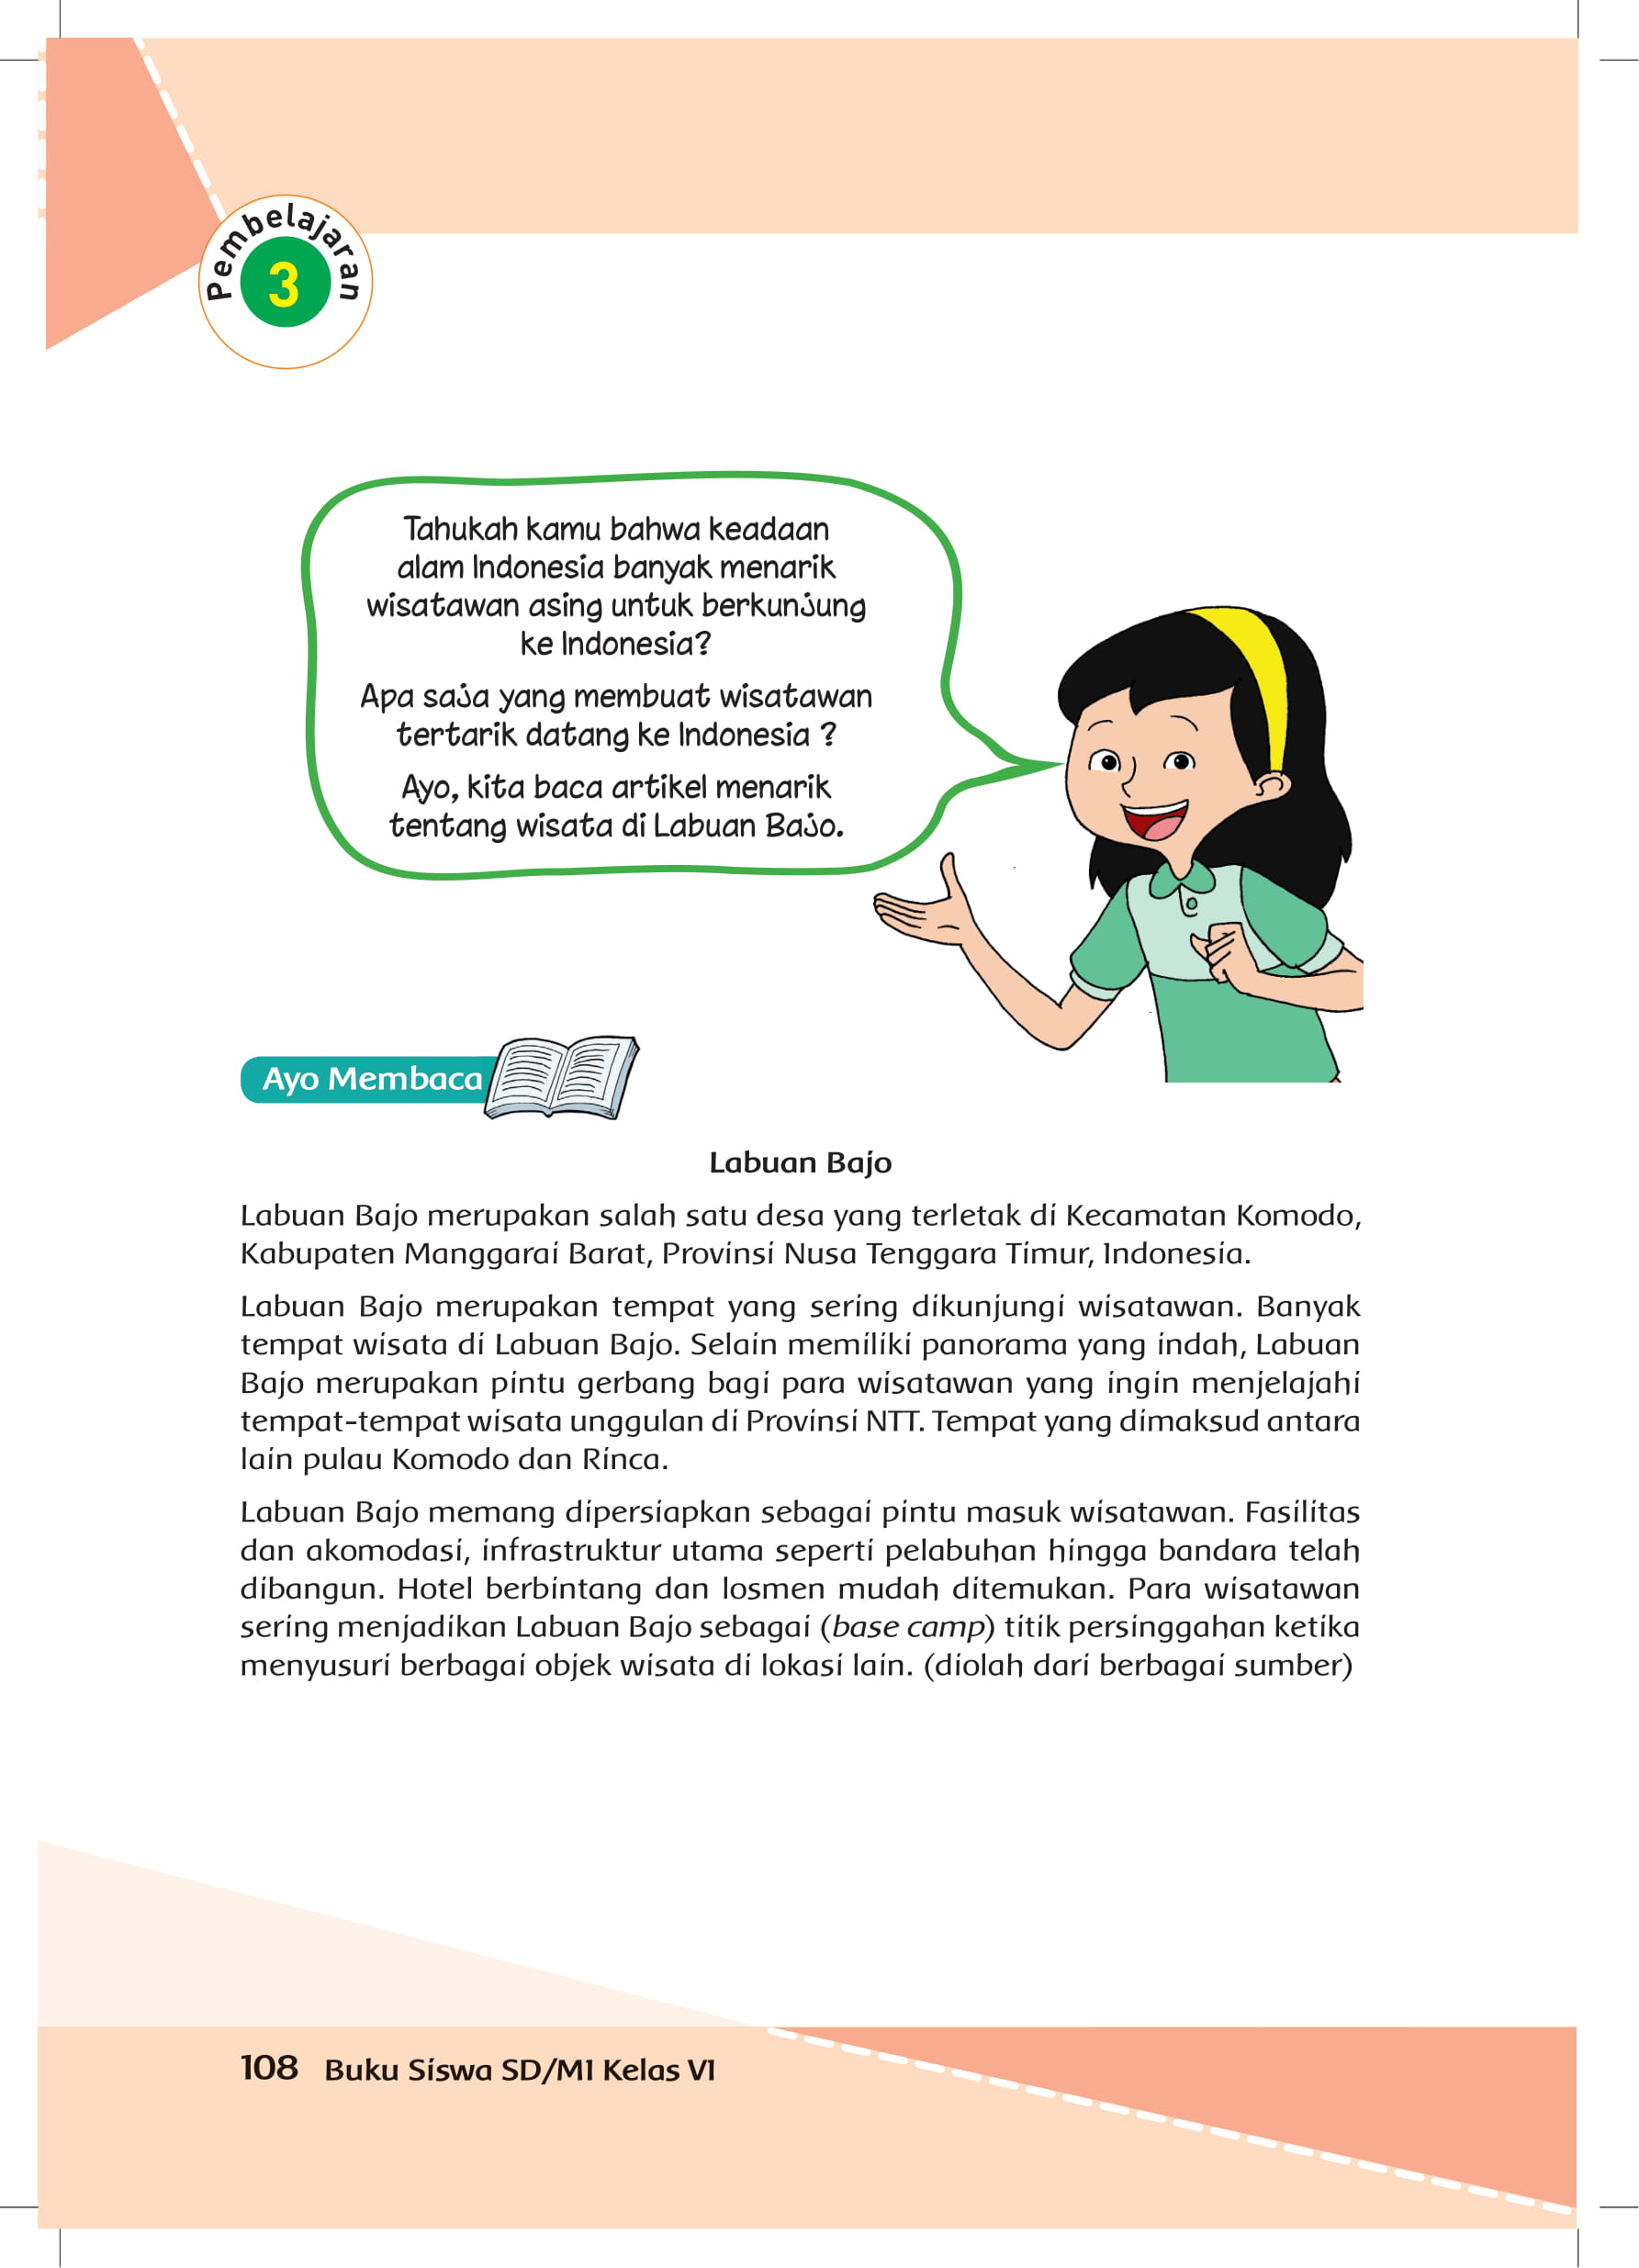 Pembelajaran
3
Tahukah kamu bahwa keadaan
alam Indonesia banyak menarik
wisatawan asing untuk berkunjung
ke Indonesia?
Apa saja yang membuat wisatawan
tertarik datang ke Indonesia ?
Ayo, kita baca artikel menarik
tentang wisata di Labuan Bajo.
Ayo Membaca
Labuan Bajo
Labuan Bajo merupakan salah satu desa yang terletak di Kecamatan Komodo,
Kabupaten Manggarai Barat, Provinsi Nusa Tenggara Timur, Indonesia.
Labuan Bajo merupakan tempat yang sering dikunjungi wisatawan. Banyak
tempat wisata di Labuan Bajo. Selain memiliki panorama yang indah, Labuan
Bajo merupakan pintu gerbang bagi para wisatawan yang ingin menjelajahi
tempat-tempat wisata unggulan di Provinsi NTT. Tempat yang dimaksud antara
lain pulau Komodo dan Rinca.
Labuan Bajo memang dipersiapkan sebagai pintu masuk wisatawan. Fasilitas
dan akomodasi, infrastruktur utama seperti pelabuhan hingga bandara telah
dibangun. Hotel berbintang dan losmen mudah ditemukan. Para wisatawan
sering menjadikan Labuan Bajo sebagai (base camp) titik persinggahan ketika
menyusuri berbagai objek wisata di lokasi lain. (diolah dari berbagai sumber)
108 Buku Siswa SD/MI Kelas VI